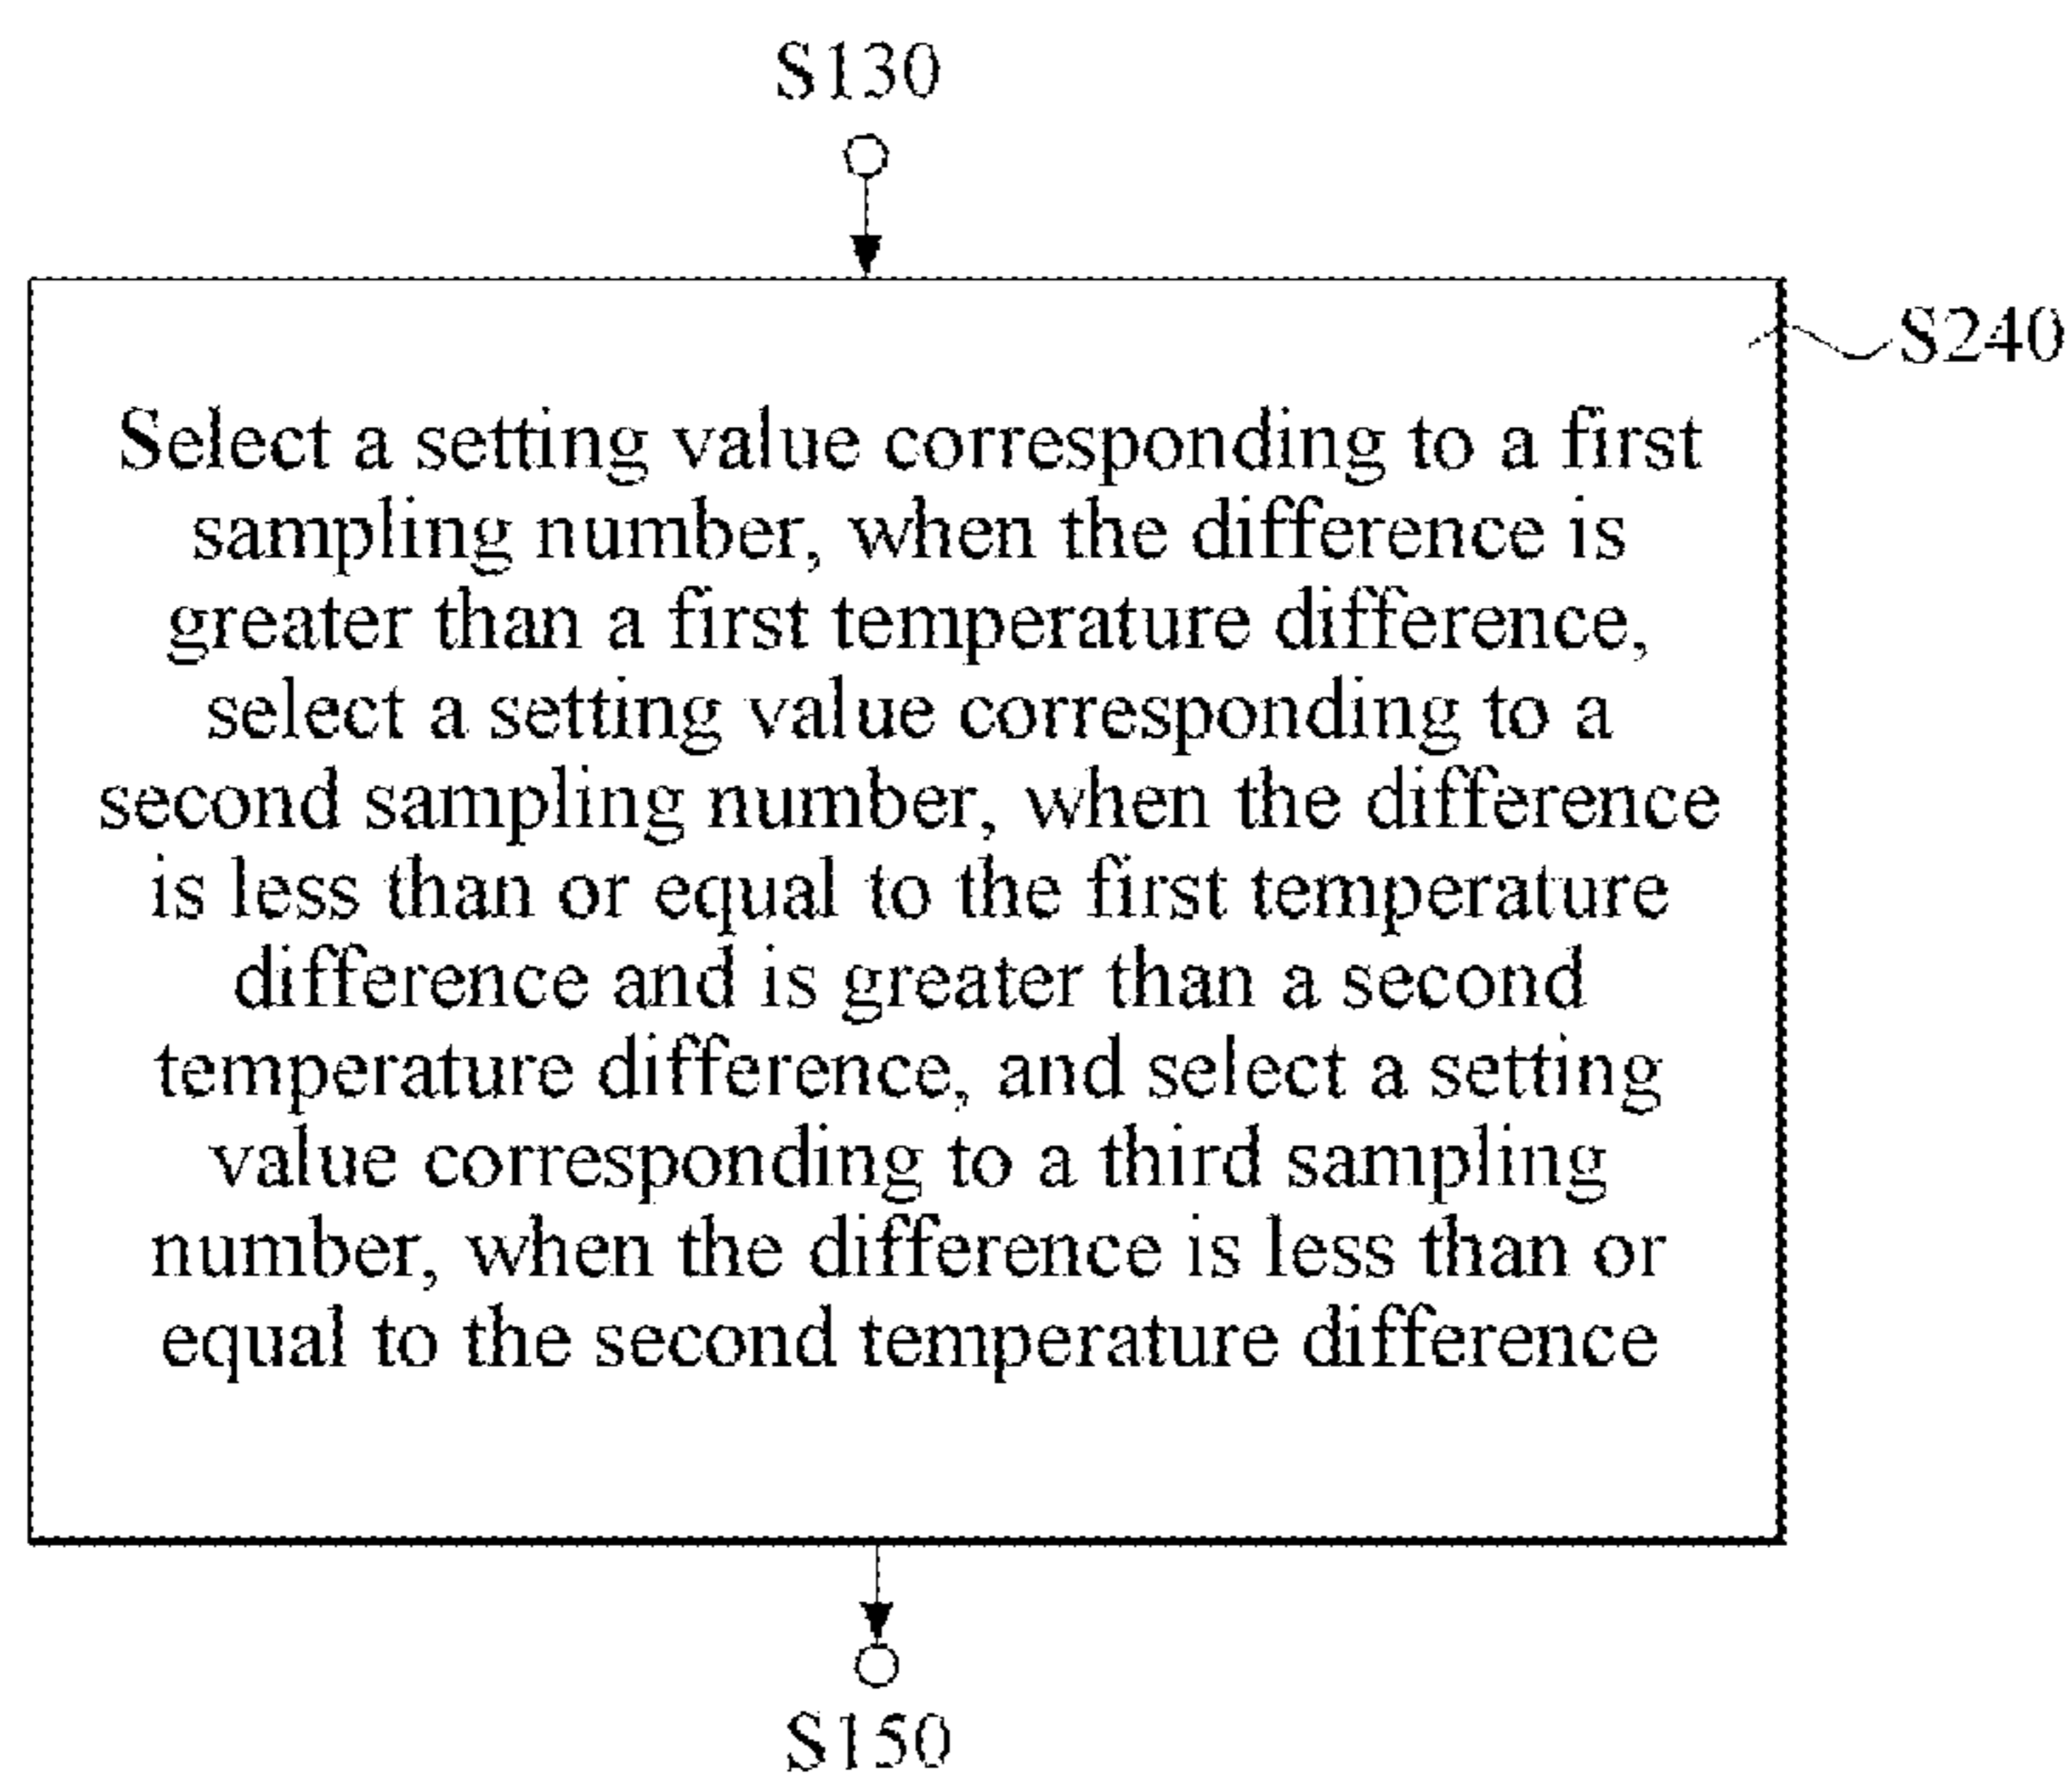 S130
S240
Select a setting value corresponding to a first
sampling number, when the difference is
greater than a first temperature difference,
select a setting value corresponding to a
second sampling number, when the difference
is less than or equal to the first temperature
difference and is greater than a second
temperature difference, and select a setting
value corresponding to a third sampling
number, when the difference is less than or
equal to the second temperature difference
S150